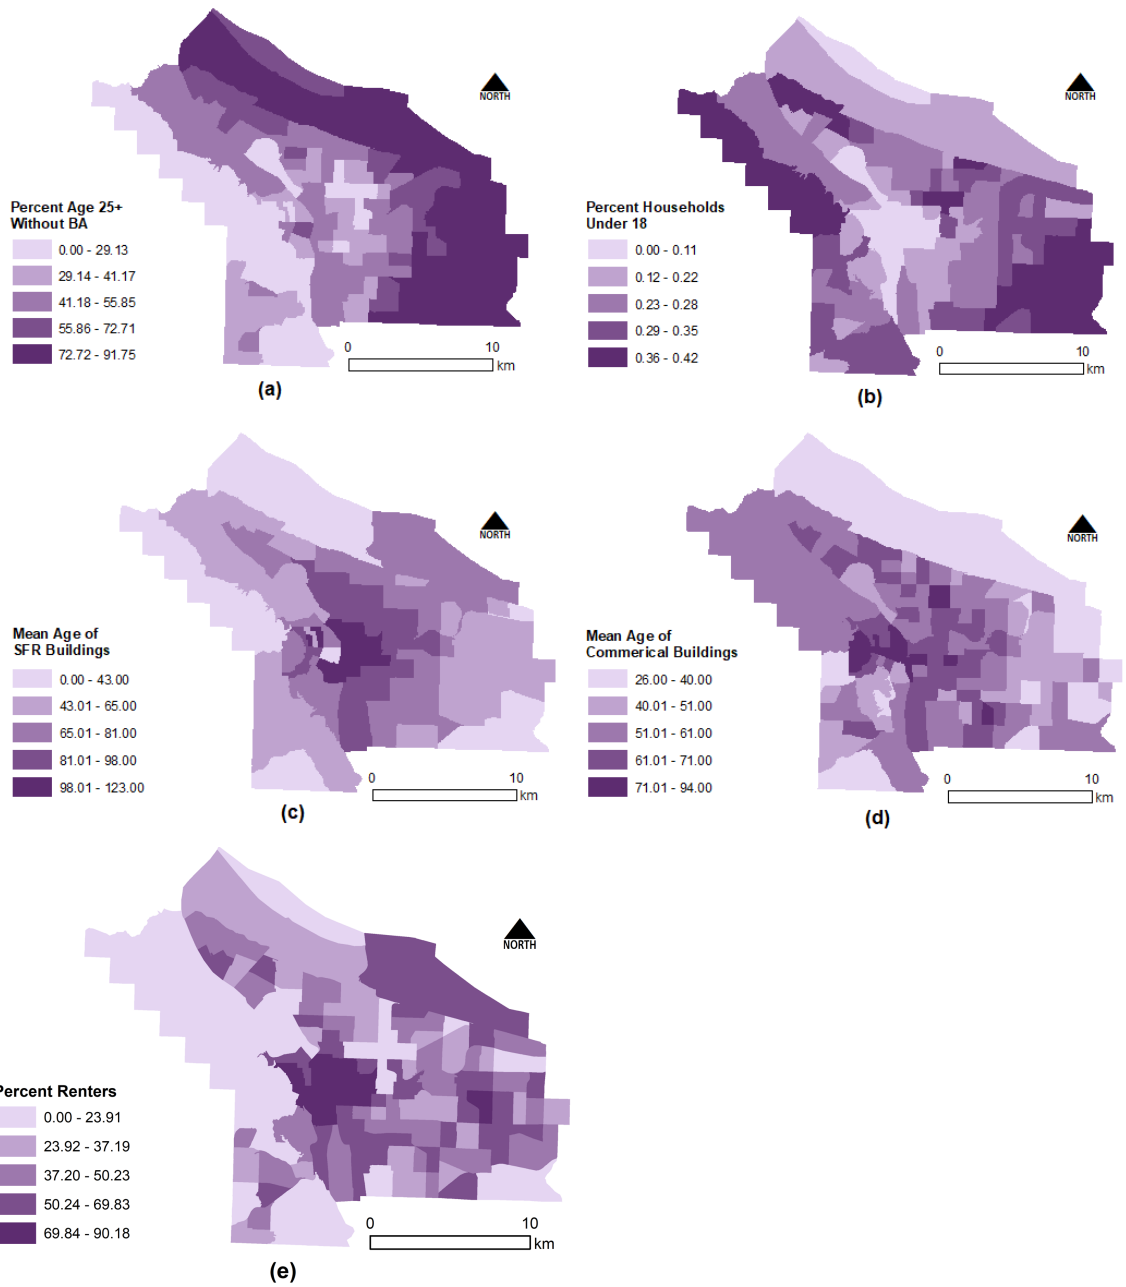 NORTH
Percent Age 25+
Without BA
0.00 - 29.13
29.14 - 41.17
41.18 - 55.85
55.86 - 72.71
72.72 - 91.75
0 10
km
(a)
NORTH
Percent Households
Under 18
0.00 - 0.11
0.12 - 0.22
0.23 - 0.28
0.29 - 0.35
0.36 - 0.42
0 10
km
(b)
NORTH
Mean Age of
SFR Buildings
0.00 - 43.00
43.01 - 65.00
65.01 - 81.00
81.01 - 98.00
98.01 - 123.00
0 10
km
(c)
NORTH
Mean Age of
Commerical Buildings
26.00 - 40.00
40.01 - 51.00
51.01 - 61.00
61.01 - 71.00
71.01 - 94.00
0 10
km
(d)
NORTH
Percent Renters
0.00 - 23.91
23.92 - 37.19
37.20 - 50.23
50.24 - 69.83
69.84 - 90.18
0 10
km
(e)